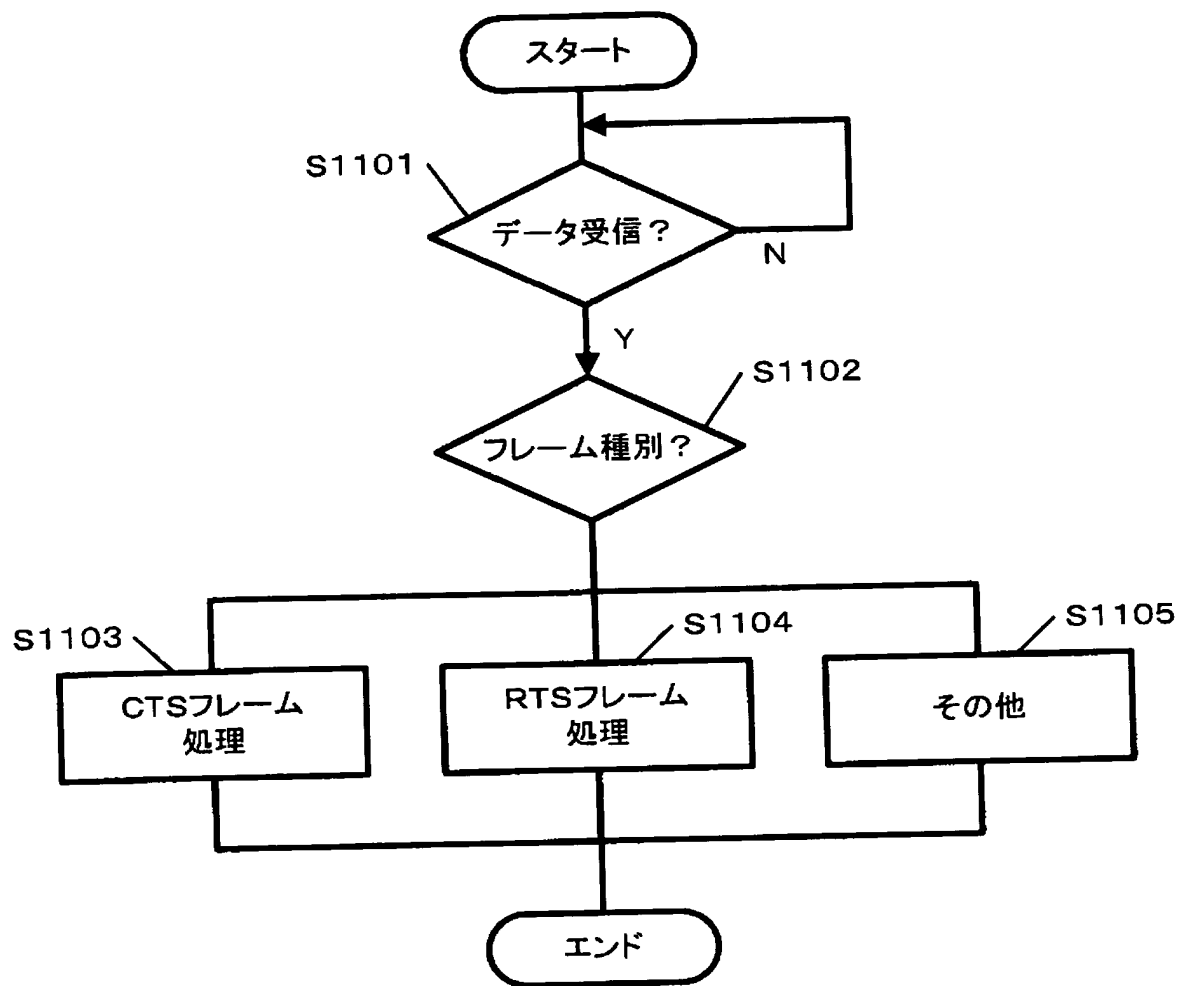 スタート
S1101
データ受信？
N
Y
S1102
フレーム種別？
S1103
S1104
S1105
CTSフレーム
処理
RTSフレーム
処理
その他
エンド